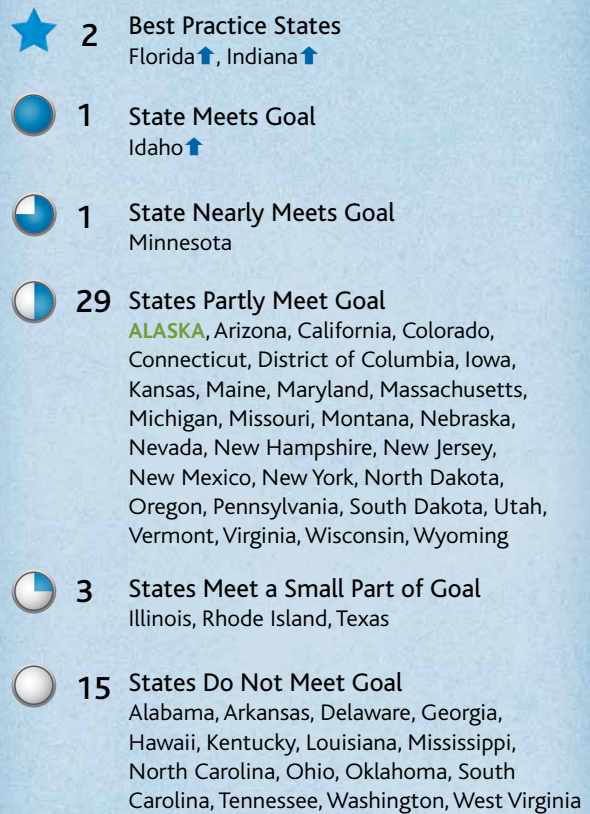 2 Best Practice States
Florida⬆, Indiana⬆
1 State Meets Goal
Idaho⬆
1 State Nearly Meets Goal
Minnesota
29 States Partly Meet Goal
ALASKA, Arizona, California, Colorado,
Connecticut, District of Columbia, Iowa,
Kansas, Maine, Maryland, Massachusetts,
Michigan, Missouri, Montana, Nebraska,
Nevada, New Hampshire, New Jersey,
New Mexico, New York, North Dakota,
Oregon, Pennsylvania, South Dakota, Utah,
Vermont, Virginia, Wisconsin, Wyoming
3 States Meet a Small Part of Goal
Illinois, Rhode Island, Texas
15 States Do Not Meet Goal
Alabama, Arkansas, Delaware, Georgia,
Hawaii, Kentucky, Louisiana, Mississippi,
North Carolina, Ohio, Oklahoma, South
Carolina, Tennessee, Washington, West Virginia